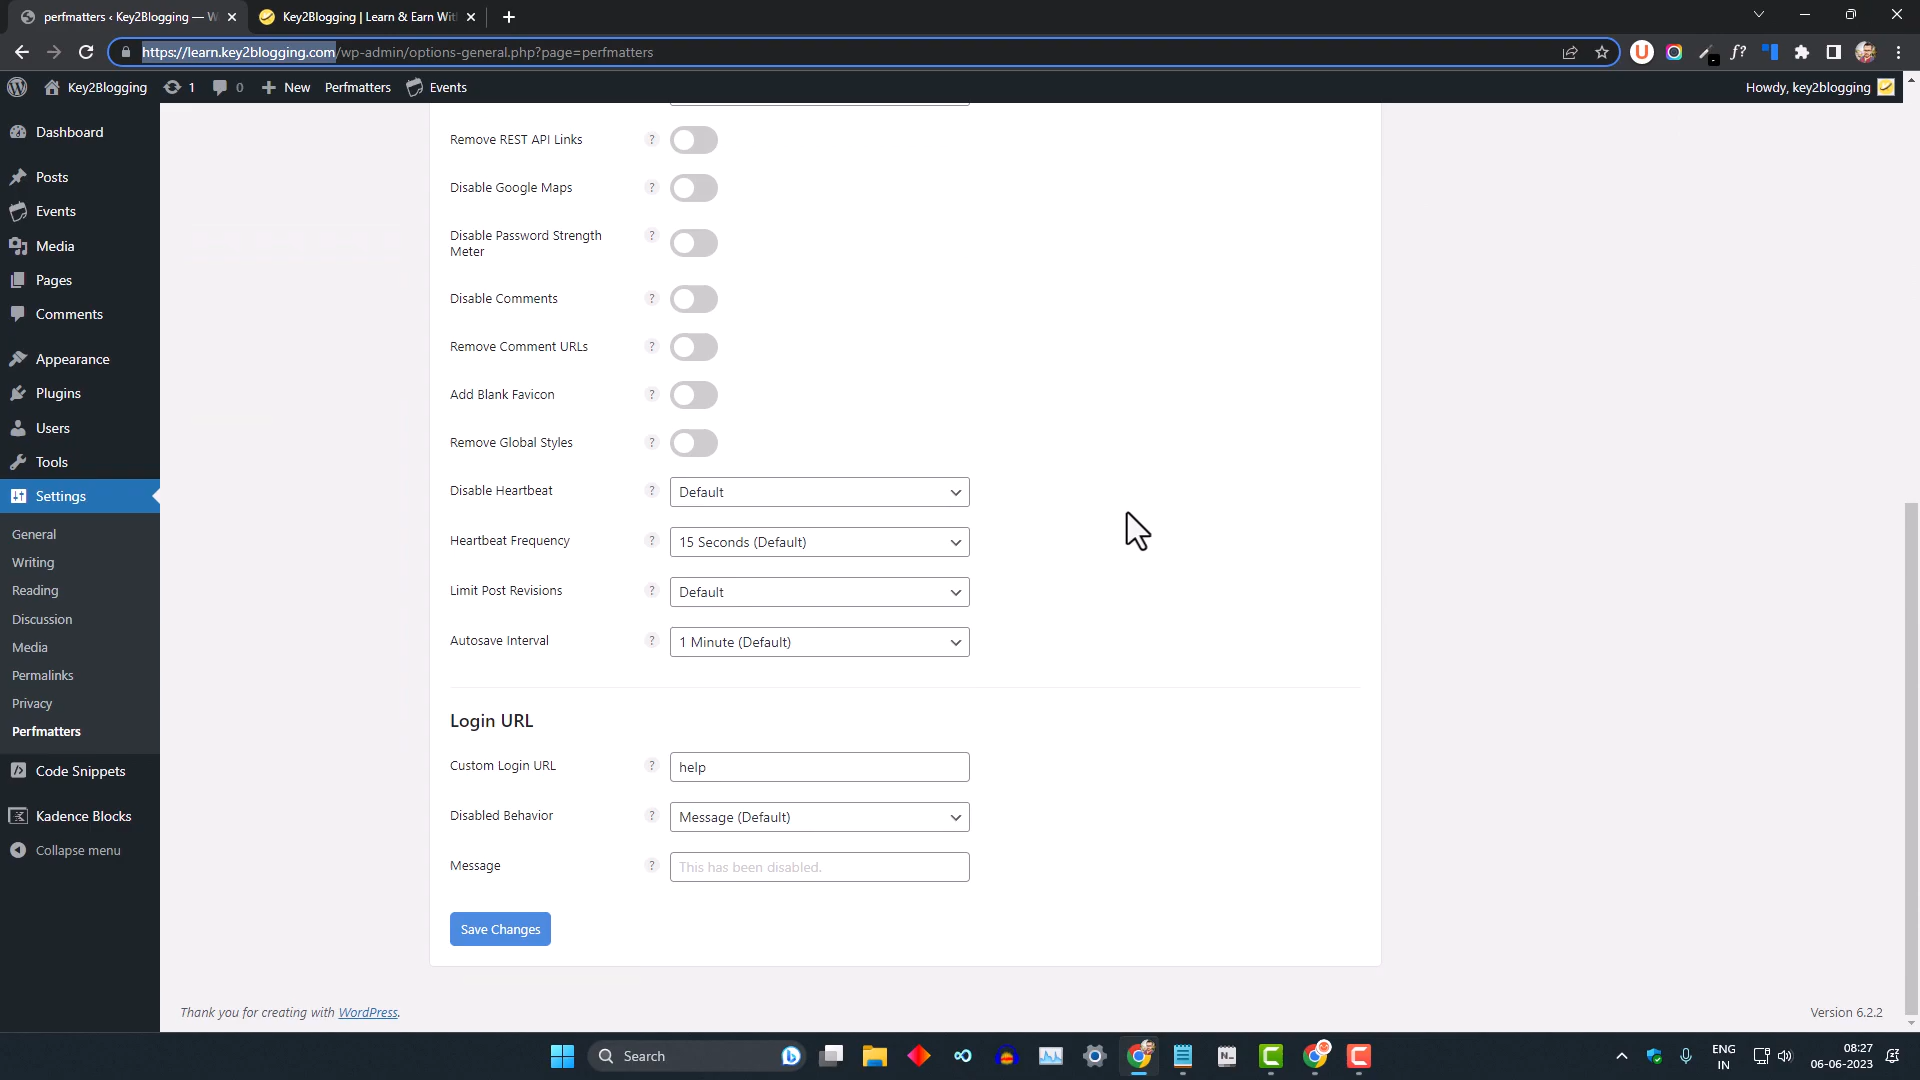 perfmatters ‹ Key2Blogging — W
Key2Blogging | Learn & Earn Wit
https://learn.key2blogging.com/wp-admin/options-general.php?page=perfmatters
Key2Blogging
1
0
New
Perfmatters
Events
Howdy, key2blogging
Dashboard
Posts
Events
Media
Pages
Comments
Appearance
Plugins
Users
Tools
Settings
General
Writing
Reading
Discussion
Media
Permalinks
Privacy
Perfmatters
Code Snippets
Kadence Blocks
Collapse menu
Remove REST API Links ?
Disable Google Maps ?
Disable Password Strength ?
Meter
Disable Comments ?
Remove Comment URLs ?
Add Blank Favicon ?
Remove Global Styles ?
Disable Heartbeat ? Default
Heartbeat Frequency ? 15 Seconds (Default)
Limit Post Revisions ? Default
Autosave Interval ? 1 Minute (Default)
Login URL
Custom Login URL ? help
Disabled Behavior ? Message (Default)
Message ? This has been disabled.
Save Changes
Thank you for creating with WordPress.
Version 6.2.2
Search
ENG
IN
08:27
06-06-2023